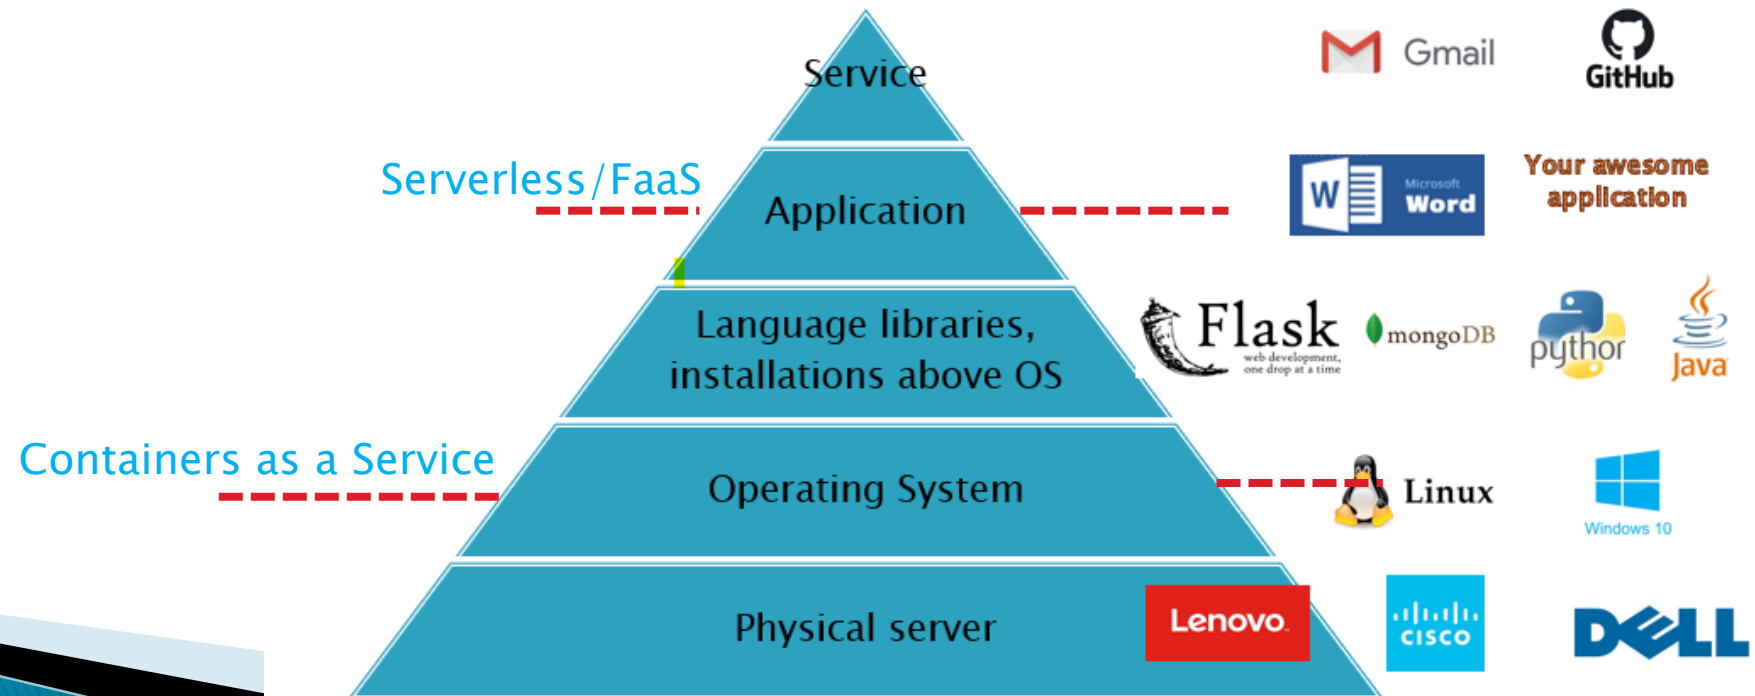 Service
Gmail
GitHub
Serverless/FaaS
Application
W
Microsoft
Word
Your awesome
application
Language libraries,
installations above OS
Flask
web development,
one drop at a time
mongoDB
python
Java
Containers as a Service
Operating System
Linux
Windows 10
Physical server
Lenovo.
CISCO
DELL